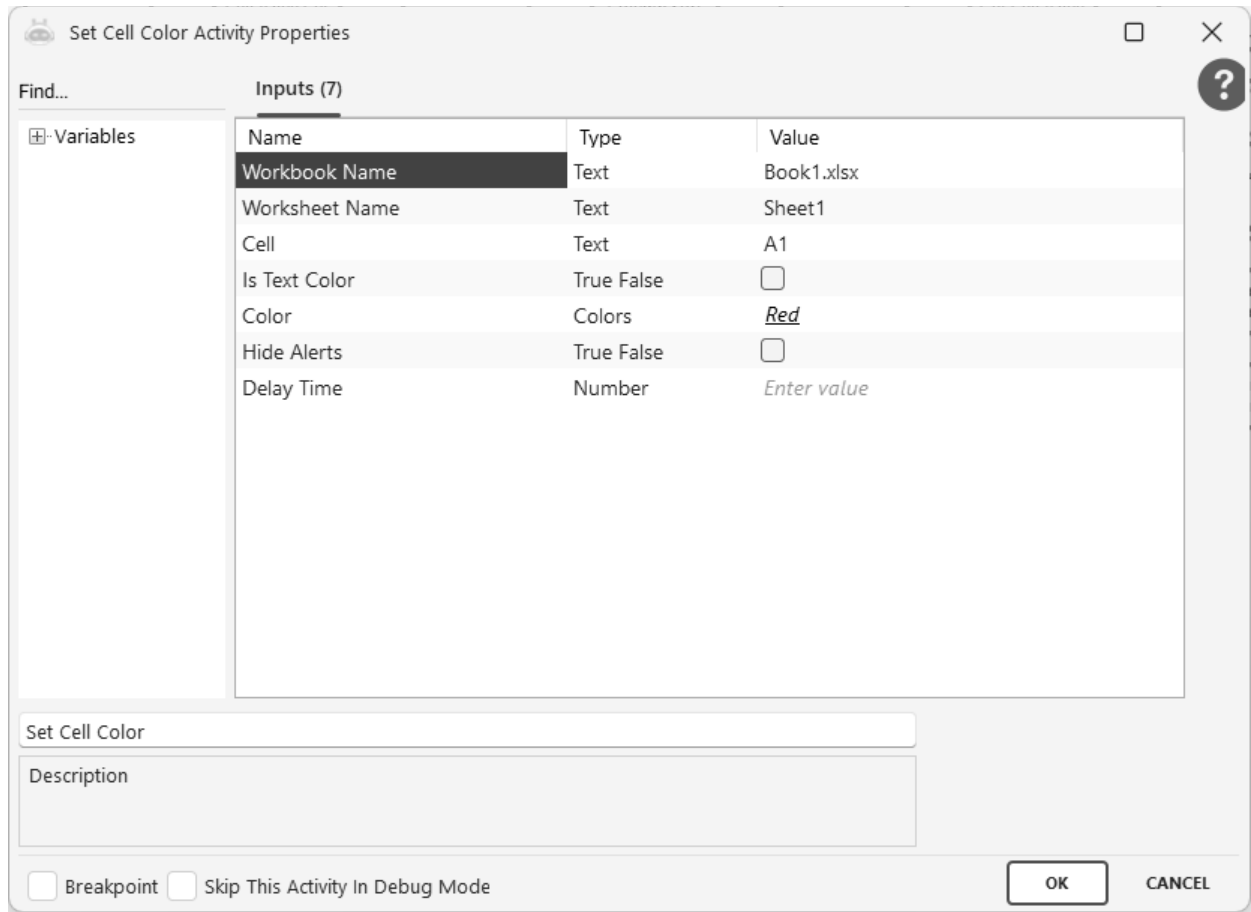 Set Cell Color Activity Properties
Find...
Inputs (7)
?
Variables
Name Type Value
Workbook Name Text Book1.xlsx
Worksheet Name Text Sheet1
Cell Text A1
Is Text Color True False
Color Colors Red
Hide Alerts True False
Delay Time Number Enter value
Set Cell Color
Description
Breakpoint Skip This Activity In Debug Mode OK CANCEL